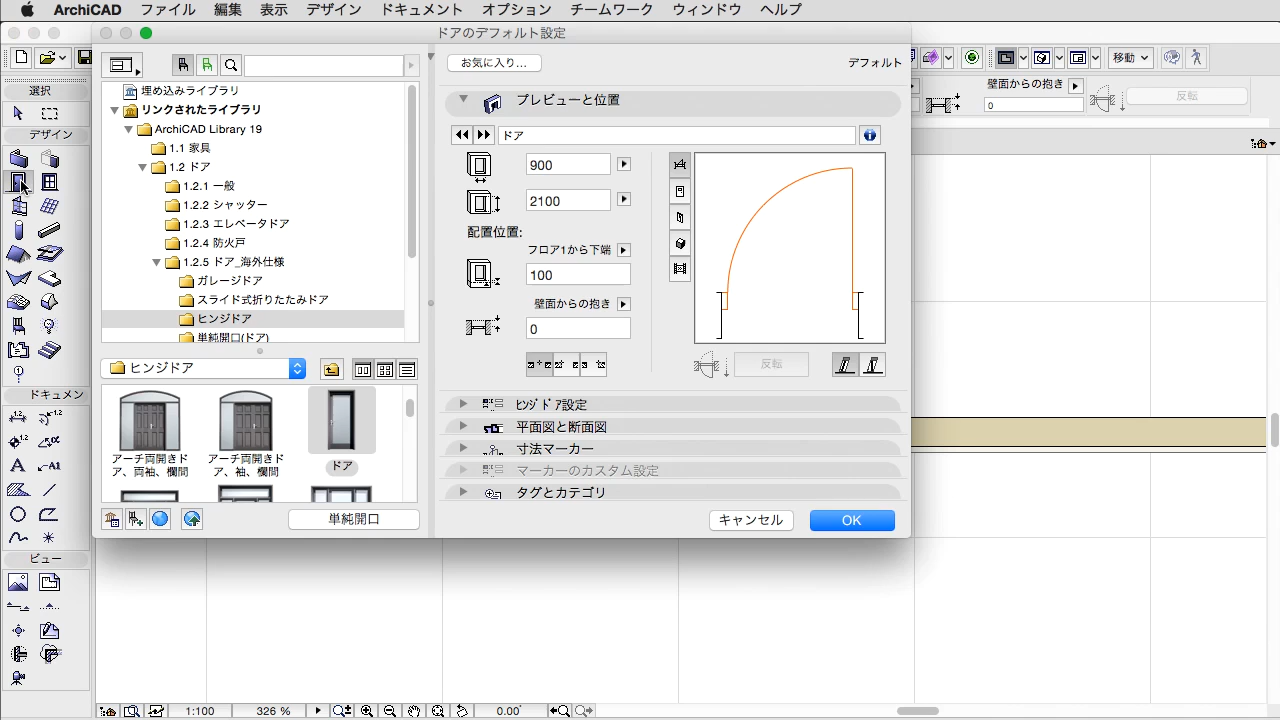 ArchiCAD ファイル 編集 表示 デザイン ドキュメント オプション チームワーク ウィンドウ ヘルプ
ドアのデフォルト設定
移動
選択
お気に入り...
デフォルト
壁面からの抱き
0
反転
埋め込みライブラリ
リンクされたライブラリ
ArchiCAD Library 19
1.1 家具
1.2 ドア
1.2.1 一般
1.2.2 シャッター
1.2.3 エレベータドア
1.2.4 防火戸
1.2.5 ドア_海外仕様
ガレージドア
スライド式折りたたみドア
ヒンジドア
単純開口(ドア)
デザイン
プレビューと位置
ドア
900
2100
配置位置:
フロア1から下端
100
壁面からの抱き
0
反転
ヒンジドア
アーチ両開きド
ア、両袖、欄間
アーチ両開きド
ア、袖、欄間
ドア
単純開口
ヒンジドア設定
平面図と断面図
寸法マーカー
マーカーのカスタム設定
タグとカテゴリ
キャンセル
OK
ドキュメン
1.2
1.2
A
A1
ビュー
1:100
326 %
0.00°